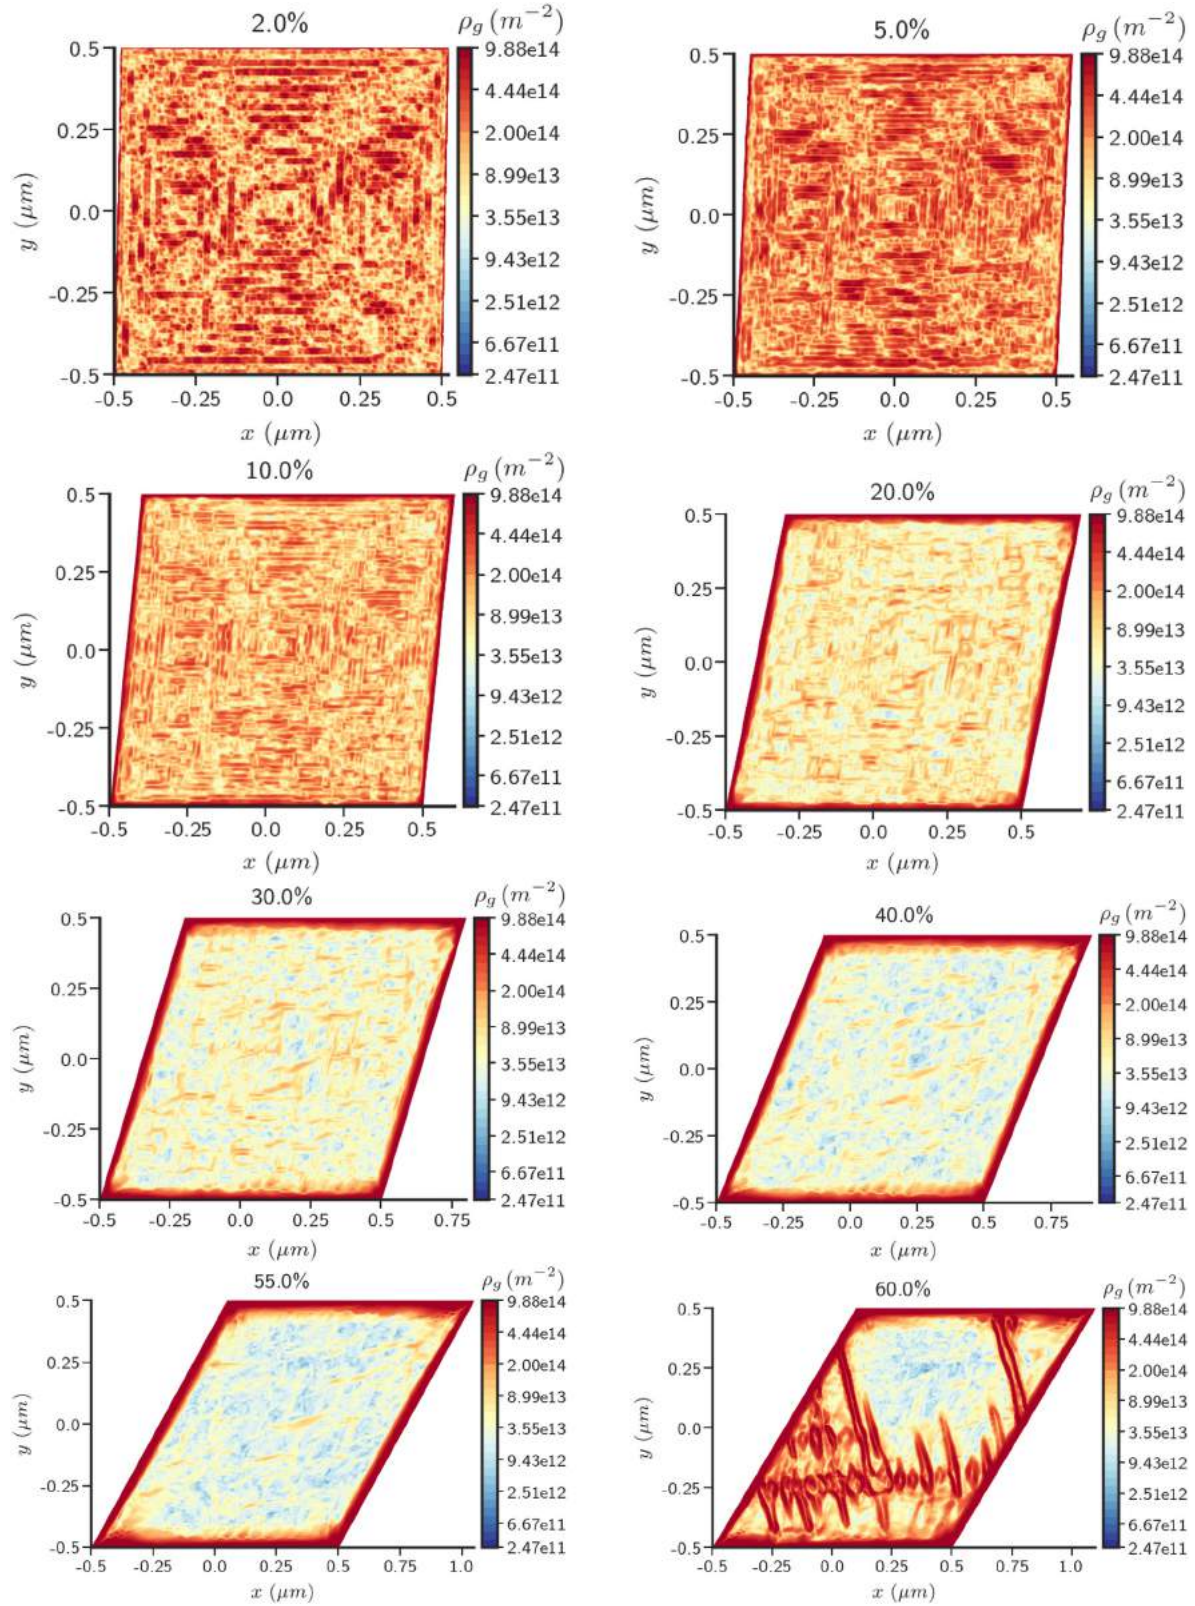 2.0%
ρg (m⁻²)
0.5
0.25
0.0
-0.25
-0.5
y (μm)
-0.5 -0.25 0.0 0.25 0.5
x (μm)
9.88e14
4.44e14
2.00e14
8.99e13
3.55e13
9.43e12
2.51e12
6.67e11
2.47e11
5.0%
ρg (m⁻²)
0.5
0.25
0.0
-0.25
-0.5
y (μm)
-0.5 -0.25 0.0 0.25 0.5
x (μm)
9.88e14
4.44e14
2.00e14
8.99e13
3.55e13
9.43e12
2.51e12
6.67e11
2.47e11
10.0%
ρg (m⁻²)
0.5
0.25
0.0
-0.25
-0.5
y (μm)
-0.5 -0.25 0.0 0.25 0.5
x (μm)
9.88e14
4.44e14
2.00e14
8.99e13
3.55e13
9.43e12
2.51e12
6.67e11
2.47e11
20.0%
ρg (m⁻²)
0.5
0.25
0.0
-0.25
-0.5
y (μm)
-0.5 -0.25 0.0 0.25 0.5
x (μm)
9.88e14
4.44e14
2.00e14
8.99e13
3.55e13
9.43e12
2.51e12
6.67e11
2.47e11
30.0%
ρg (m⁻²)
0.5
0.25
0.0
-0.25
-0.5
y (μm)
-0.5 -0.25 0.0 0.25 0.5 0.75
x (μm)
9.88e14
4.44e14
2.00e14
8.99e13
3.55e13
9.43e12
2.51e12
6.67e11
2.47e11
40.0%
ρg (m⁻²)
0.5
0.25
0.0
-0.25
-0.5
y (μm)
-0.5 -0.25 0.0 0.25 0.5 0.75
x (μm)
9.88e14
4.44e14
2.00e14
8.99e13
3.55e13
9.43e12
2.51e12
6.67e11
2.47e11
55.0%
ρg (m⁻²)
0.5
0.25
0.0
-0.25
-0.5
y (μm)
-0.5 -0.25 0.0 0.25 0.5 0.75 1.0
x (μm)
9.88e14
4.44e14
2.00e14
8.99e13
3.55e13
9.43e12
2.51e12
6.67e11
2.47e11
60.0%
ρg (m⁻²)
0.5
0.25
0.0
-0.25
-0.5
y (μm)
-0.5 -0.25 0.0 0.25 0.5 0.75 1.0
x (μm)
9.88e14
4.44e14
2.00e14
8.99e13
3.55e13
9.43e12
2.51e12
6.67e11
2.47e11